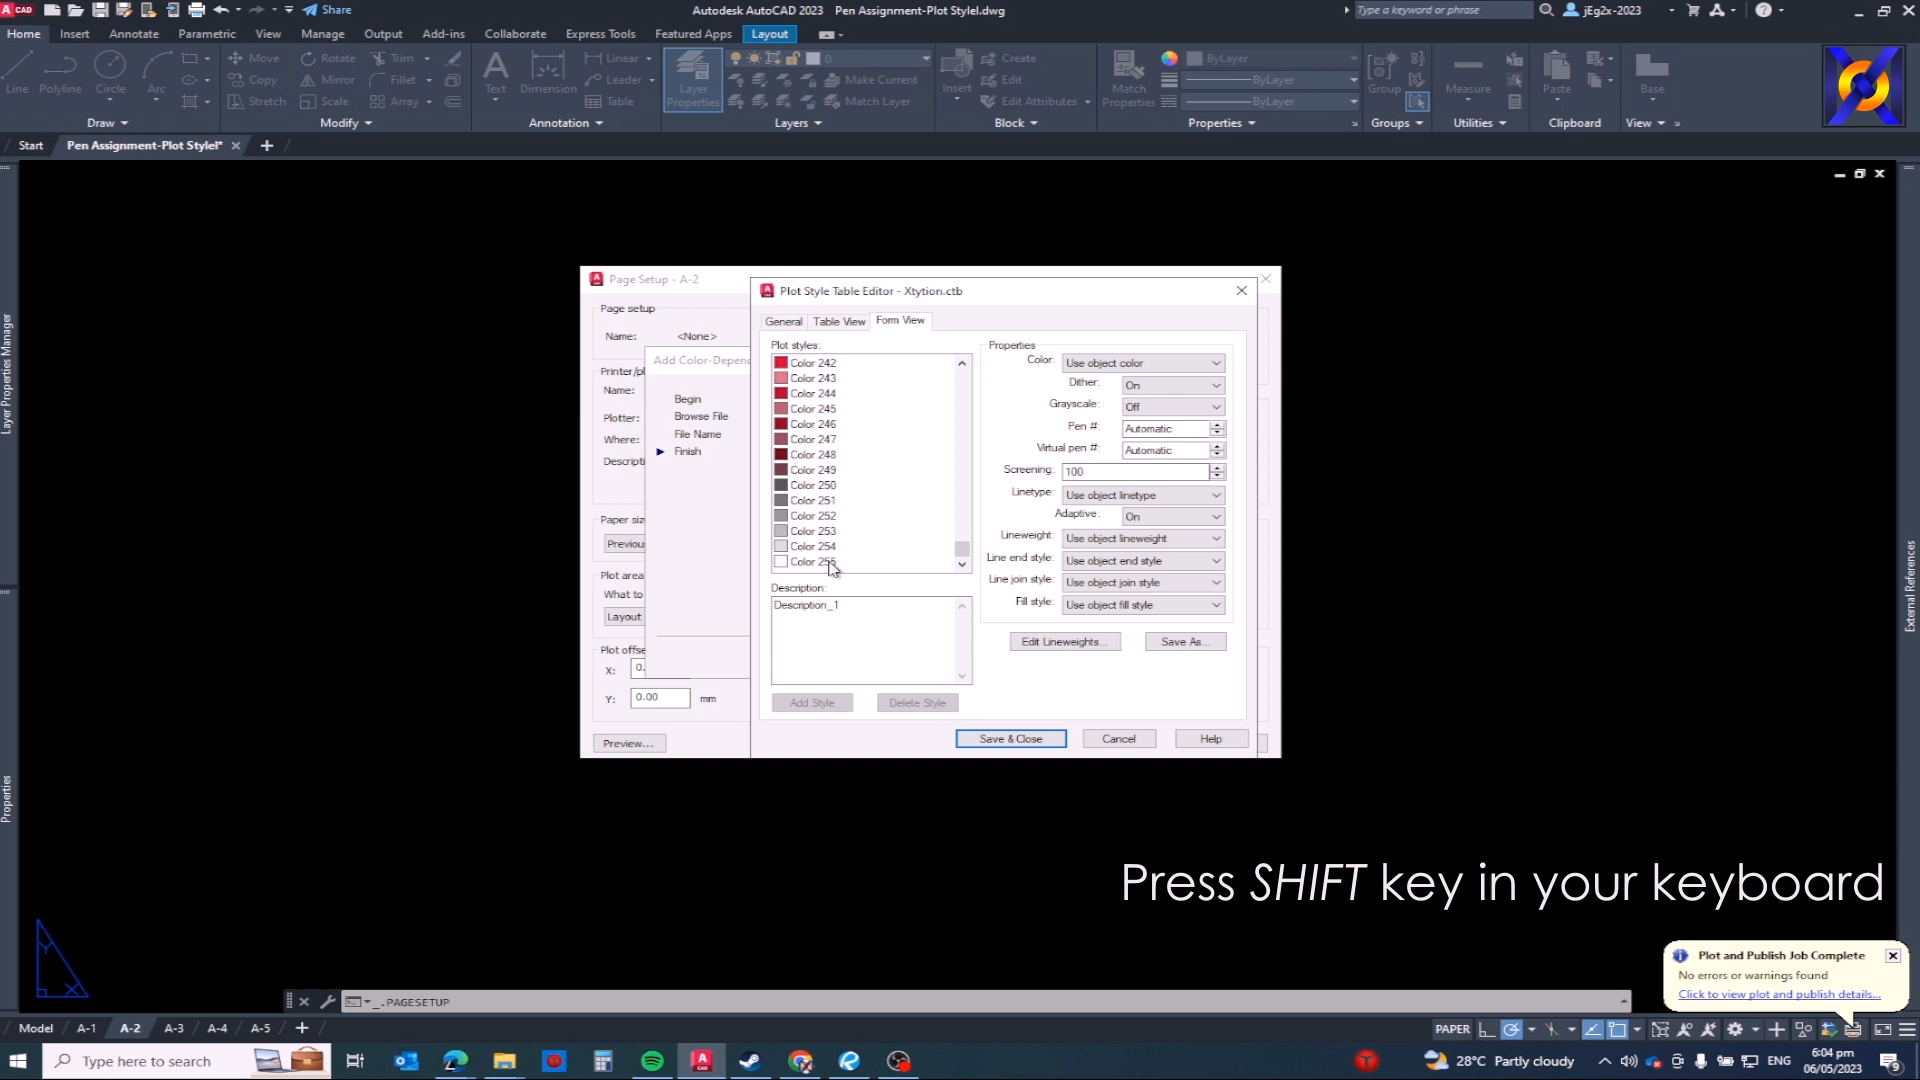 CAD
Share
Autodesk AutoCAD 2023
Pen Assignment-Plot Stylel.dwg
Type a keyword or phrase
jEg2x-2023
Home
Insert
Annotate
Parametric
View
Manage
Output
Add-ins
Collaborate
Express Tools
Featured Apps
Layout
Line
Polyline
Circle
Arc
Move
Copy
Stretch
Rotate
Mirror
Scale
Trim
Fillet
Array
Text
Dimension
Linear
Leader
Table
Layer
Properties
0
Make Current
Match Layer
Insert
Create
Edit
Edit Attributes
Match
Properties
ByLayer
ByLayer
ByLayer
Group
Measure
Paste
Base
Draw
Modify
Annotation
Layers
Block
Properties
Groups
Utilities
Clipboard
View
Start
Pen Assignment-Plot Stylel*
Layer Properties Manager
Properties
External References
Page Setup - A-2
Page setup
Name:
<None>
Name:
Plotter:
Where:
Previou
Plot area
What to
Layout
X:
0.
Y:
0.00
mm
Preview...
Begin
Browse File
File Name
Finish
Plot Style Table Editor - Xtytion.ctb
General
Table View
Form View
Plot styles:
Color 242
Color 243
Color 244
Color 245
Color 246
Color 247
Color 248
Color 249
Color 250
Color 251
Color 252
Color 253
Color 254
Color 255
Description:
Description_1
Add Style
Delete Style
Properties
Color:
Use object color
Dither:
On
Grayscale:
Off
Pen #:
Automatic
Virtual pen #:
Automatic
Screening:
100
Linetype:
Use object linetype
Adaptive:
On
Lineweight:
Use object lineweight
Line end style:
Use object end style
Line join style:
Use object join style
Fill style:
Use object fill style
Edit Lineweights...
Save As...
Save & Close
Cancel
Help
Press SHIFT key in your keyboard
Y
X
Plot and Publish Job Complete
No errors or warnings found
Click to view plot and publish details...
_.PAGESETUP
Model
A-1
A-2
A-3
A-4
A-5
PAPER
Type here to search
28°C Partly cloudy
ENG
6:04 pm
06/05/2023
9